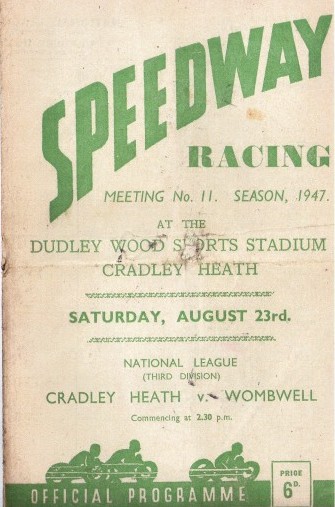 SPEEDWAY
RACING
MEETING No. 11. SEASON, 1947.
AT THE
DUDLEY WOOD SPORTS STADIUM
CRADLEY HEATH
SATURDAY, AUGUST 23rd.
NATIONAL LEAGUE
(THIRD DIVISION)
CRADLEY HEATH v. WOMBWELL
Commencing at 2.30 p.m.
OFFICIAL PROGRAMME
PRICE
6D.